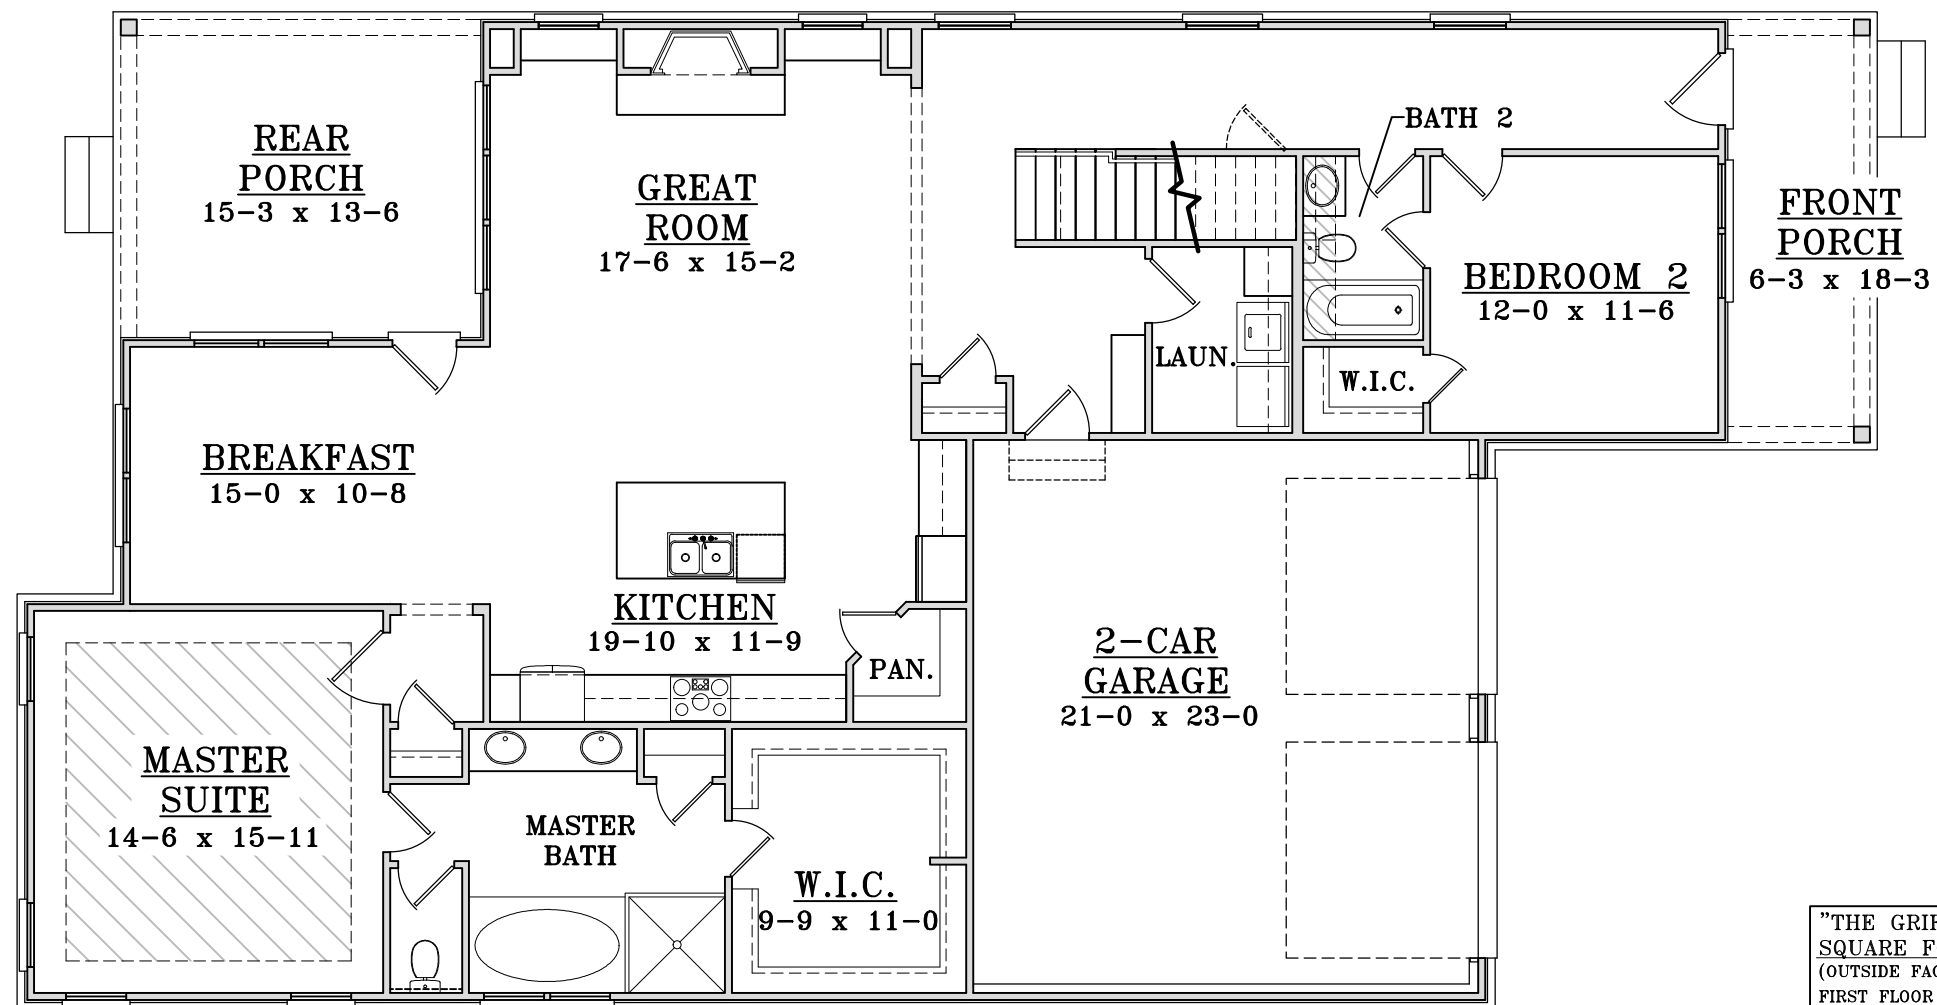 REAR
PORCH
15-3 x 13-6
GREAT
ROOM
17-6 x 15-2
BATH 2
FRONT
PORCH
6-3 x 18-3
BEDROOM 2
12-0 x 11-6
LAUN.
W.I.C.
BREAKFAST
15-0 x 10-8
KITCHEN
19-10 x 11-9
PAN.
2-CAR
GARAGE
21-0 x 23-0
MASTER
SUITE
14-6 x 15-11
MASTER
BATH
W.I.C.
9-9 x 11-0
"THE
SQUARE
(OUTSIDE
FIRST FLOOR